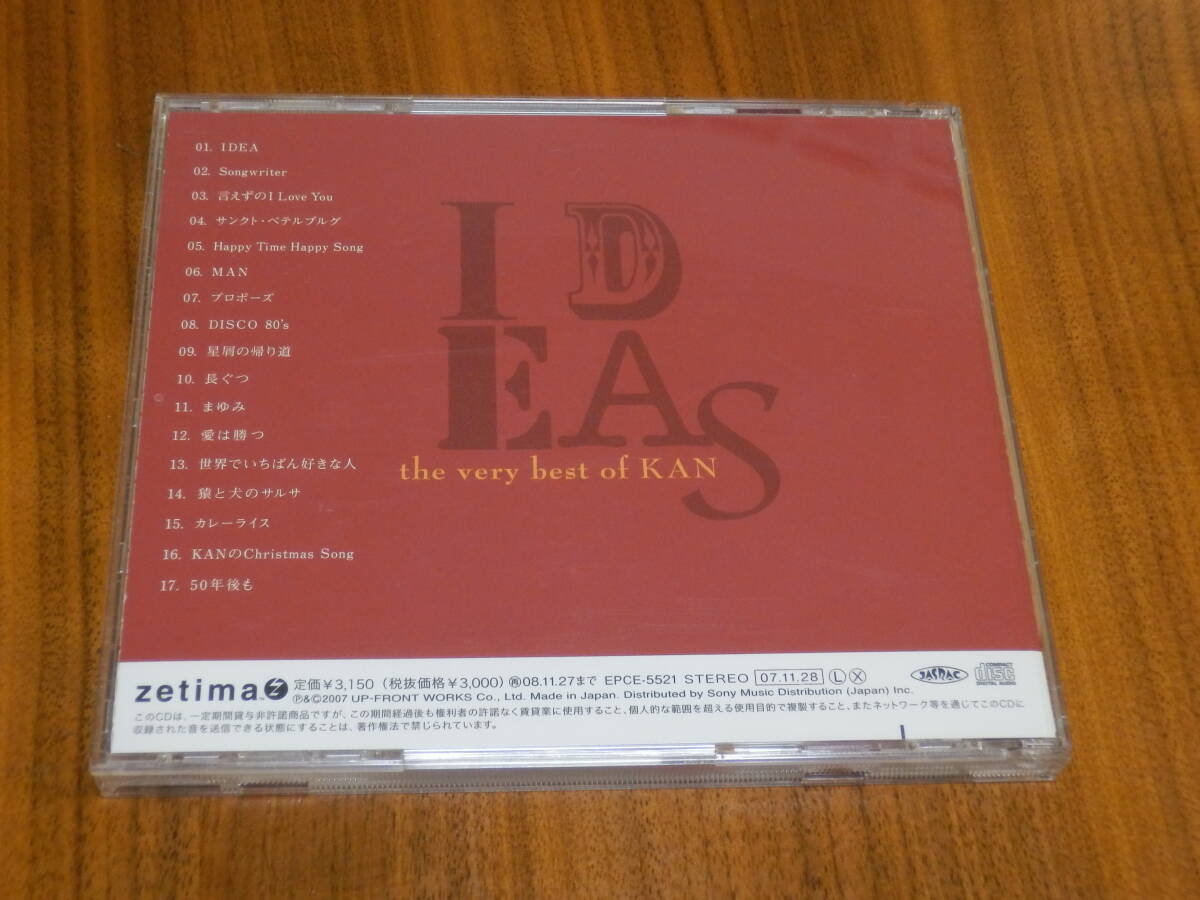 01. IDEA
02. Songwriter
03. 言えずのI Love You
04. サンクト・ペテルブルグ
05. Happy Time Happy Song
06. MAN
07. プロポーズ
08. DISCO 80's
09. 星屑の帰り道
10. 長ぐつ
11. まゆみ
12. 愛は勝つ
13. 世界でいちばん好きな人
14. 猿と犬のサルサ
15. カレーライス
16. KANのChristmas Song
17. 50年後も
ID
EAS
the very best of KAN
zetima 定価¥3,150（税抜価格¥3,000）Ⓡ08.11.27まで EPCE-5521 STEREO 07.11.28 Ⓛ Ⓧ
℗&©2007 UP-FRONT WORKS Co., Ltd. Made in Japan. Distributed by Sony Music Distribution (Japan) Inc.
JASRAC
COMPACT
disc
DIGITAL AUDIO
このCDは、一定期間貸与非許諾商品ですが、この期間経過後も権利者の許諾なく賃貸業に使用すること、個人的な範囲を超える使用目的で複製すること、またネットワーク等を通じてこのCDに
収録された音を送信できる状態にすることは、著作権法で禁じられています。